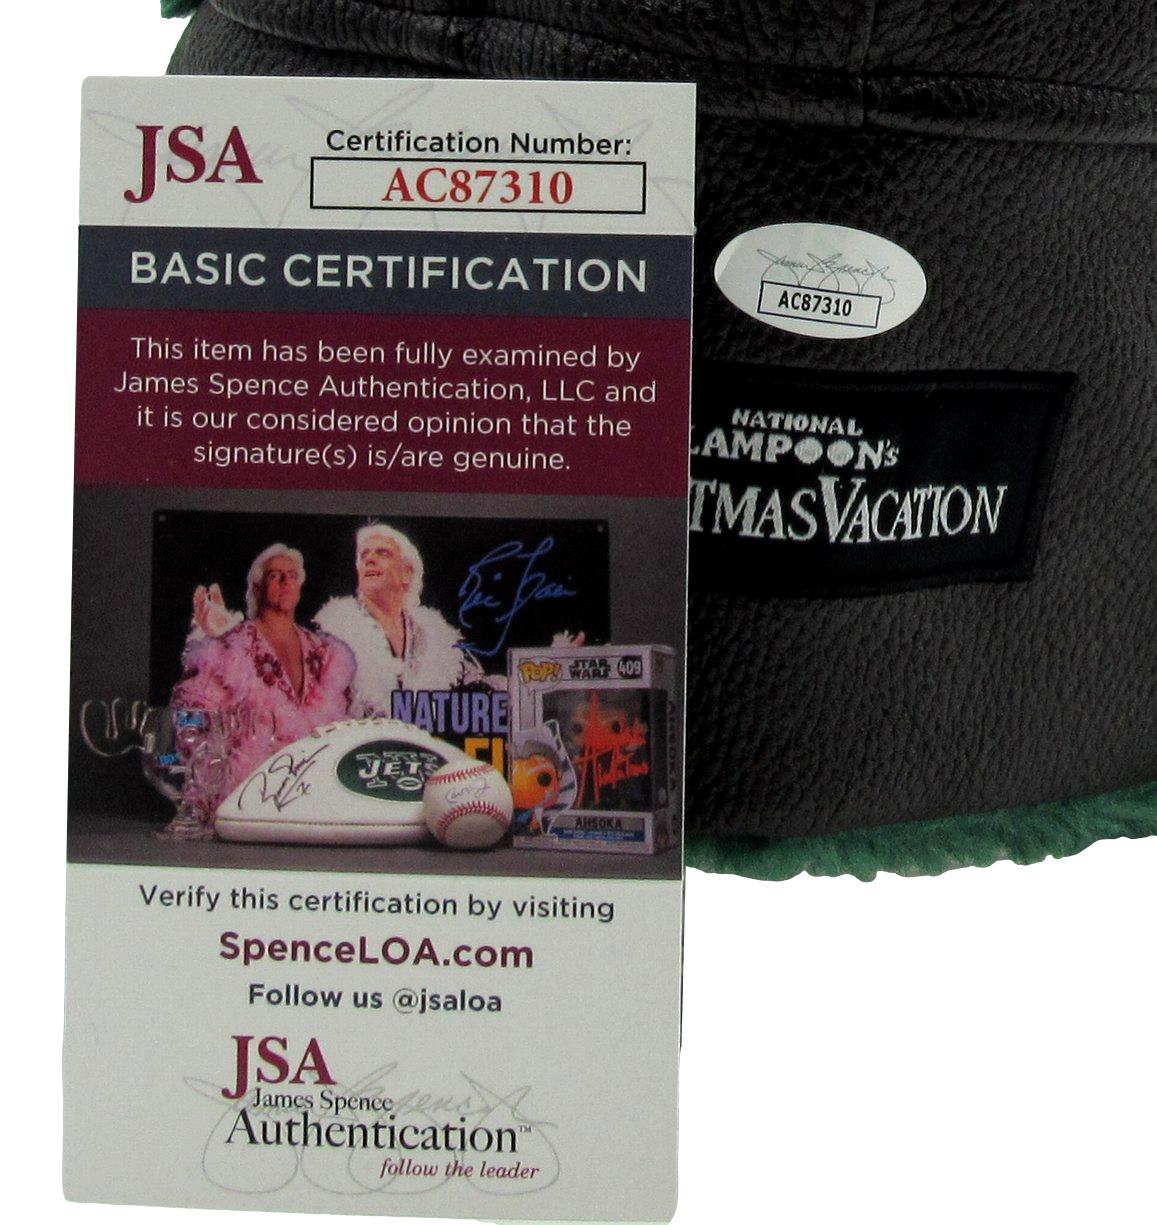 JSA
Certification Number:
AC87310
BASIC CERTIFICATION
This item has been fully examined by
James Spence Authentication, LLC and
it is our considered opinion that the
signature(s) is/are genuine.
NATURE
JETS
POP!
STAR
WARS
409
AHSOKA
Verify this certification by visiting
SpenceLOA.com
Follow us @jsaloa
JSA
James Spence
Authentication™
follow the leader
James Spence
AC87310
NATIONAL
LAMPOON's
TMAS VACATION